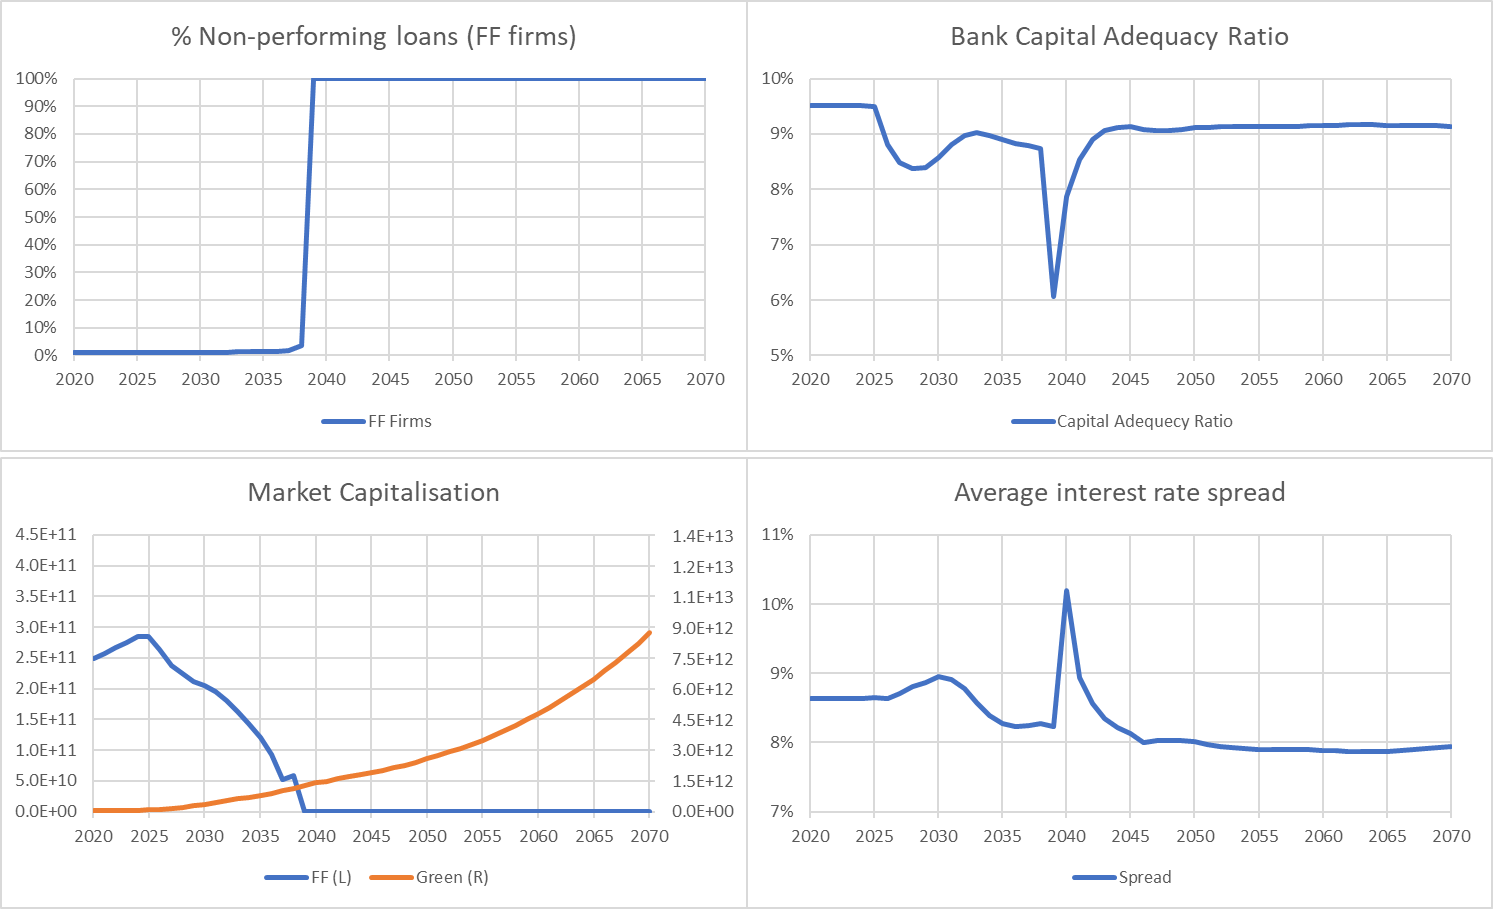 % Non-performing loans (FF firms)
100%
90%
80%
70%
60%
50%
40%
30%
20%
10%
0%
2020 2025 2030 2035 2040 2045 2050 2055 2060 2065 2070
FF Firms
Bank Capital Adequacy Ratio
10%
9%
8%
7%
6%
5%
2020 2025 2030 2035 2040 2045 2050 2055 2060 2065 2070
Capital Adequecy Ratio
Market Capitalisation
4.5E+11
4.0E+11
3.5E+11
3.0E+11
2.5E+11
2.0E+11
1.5E+11
1.0E+11
5.0E+10
0.0E+00
1.4E+13
1.2E+13
1.1E+13
9.0E+12
7.5E+12
6.0E+12
4.5E+12
3.0E+12
1.5E+12
0.0E+00
2020 2025 2030 2035 2040 2045 2050 2055 2060 2065 2070
FF (L) Green (R)
Average interest rate spread
11%
10%
9%
8%
7%
2020 2025 2030 2035 2040 2045 2050 2055 2060 2065 2070
Spread